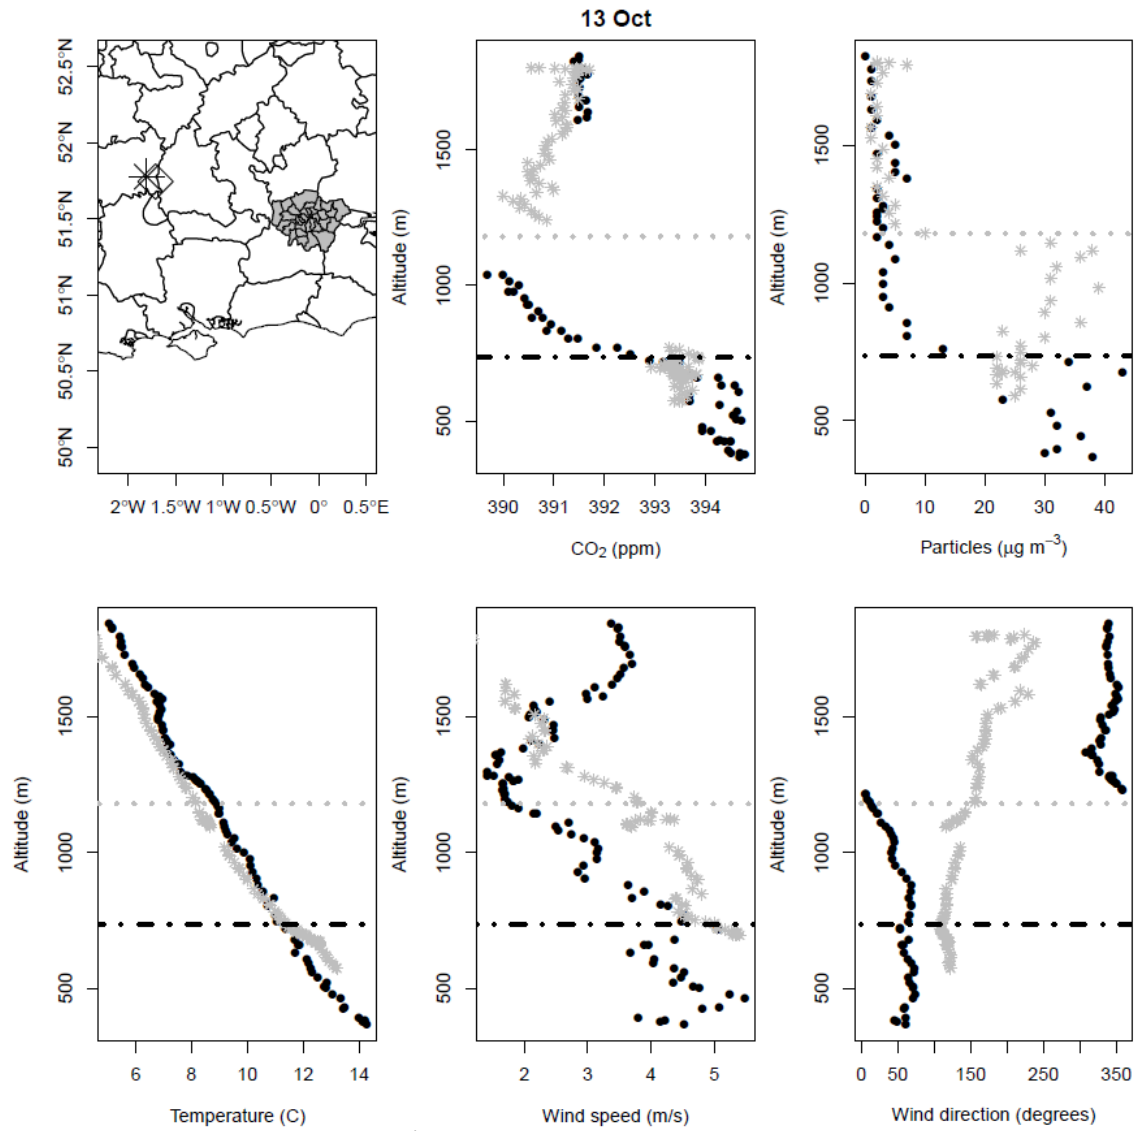 13 Oct
52.5°N
52°N
51.5°N
51°N
50.5°N
50°N
2°W 1.5°W 1°W 0.5°W 0° 0.5°E
Altitude (m)
1500
1000
500
390 391 392 393 394
CO₂ (ppm)
Altitude (m)
1500
1000
500
0 10 20 30 40
Particles (μg m⁻³)
Altitude (m)
1500
1000
500
6 8 10 12 14
Temperature (C)
Altitude (m)
1500
1000
500
2 3 4 5
Wind speed (m/s)
Altitude (m)
1500
1000
500
0 50 150 250 350
Wind direction (degrees)